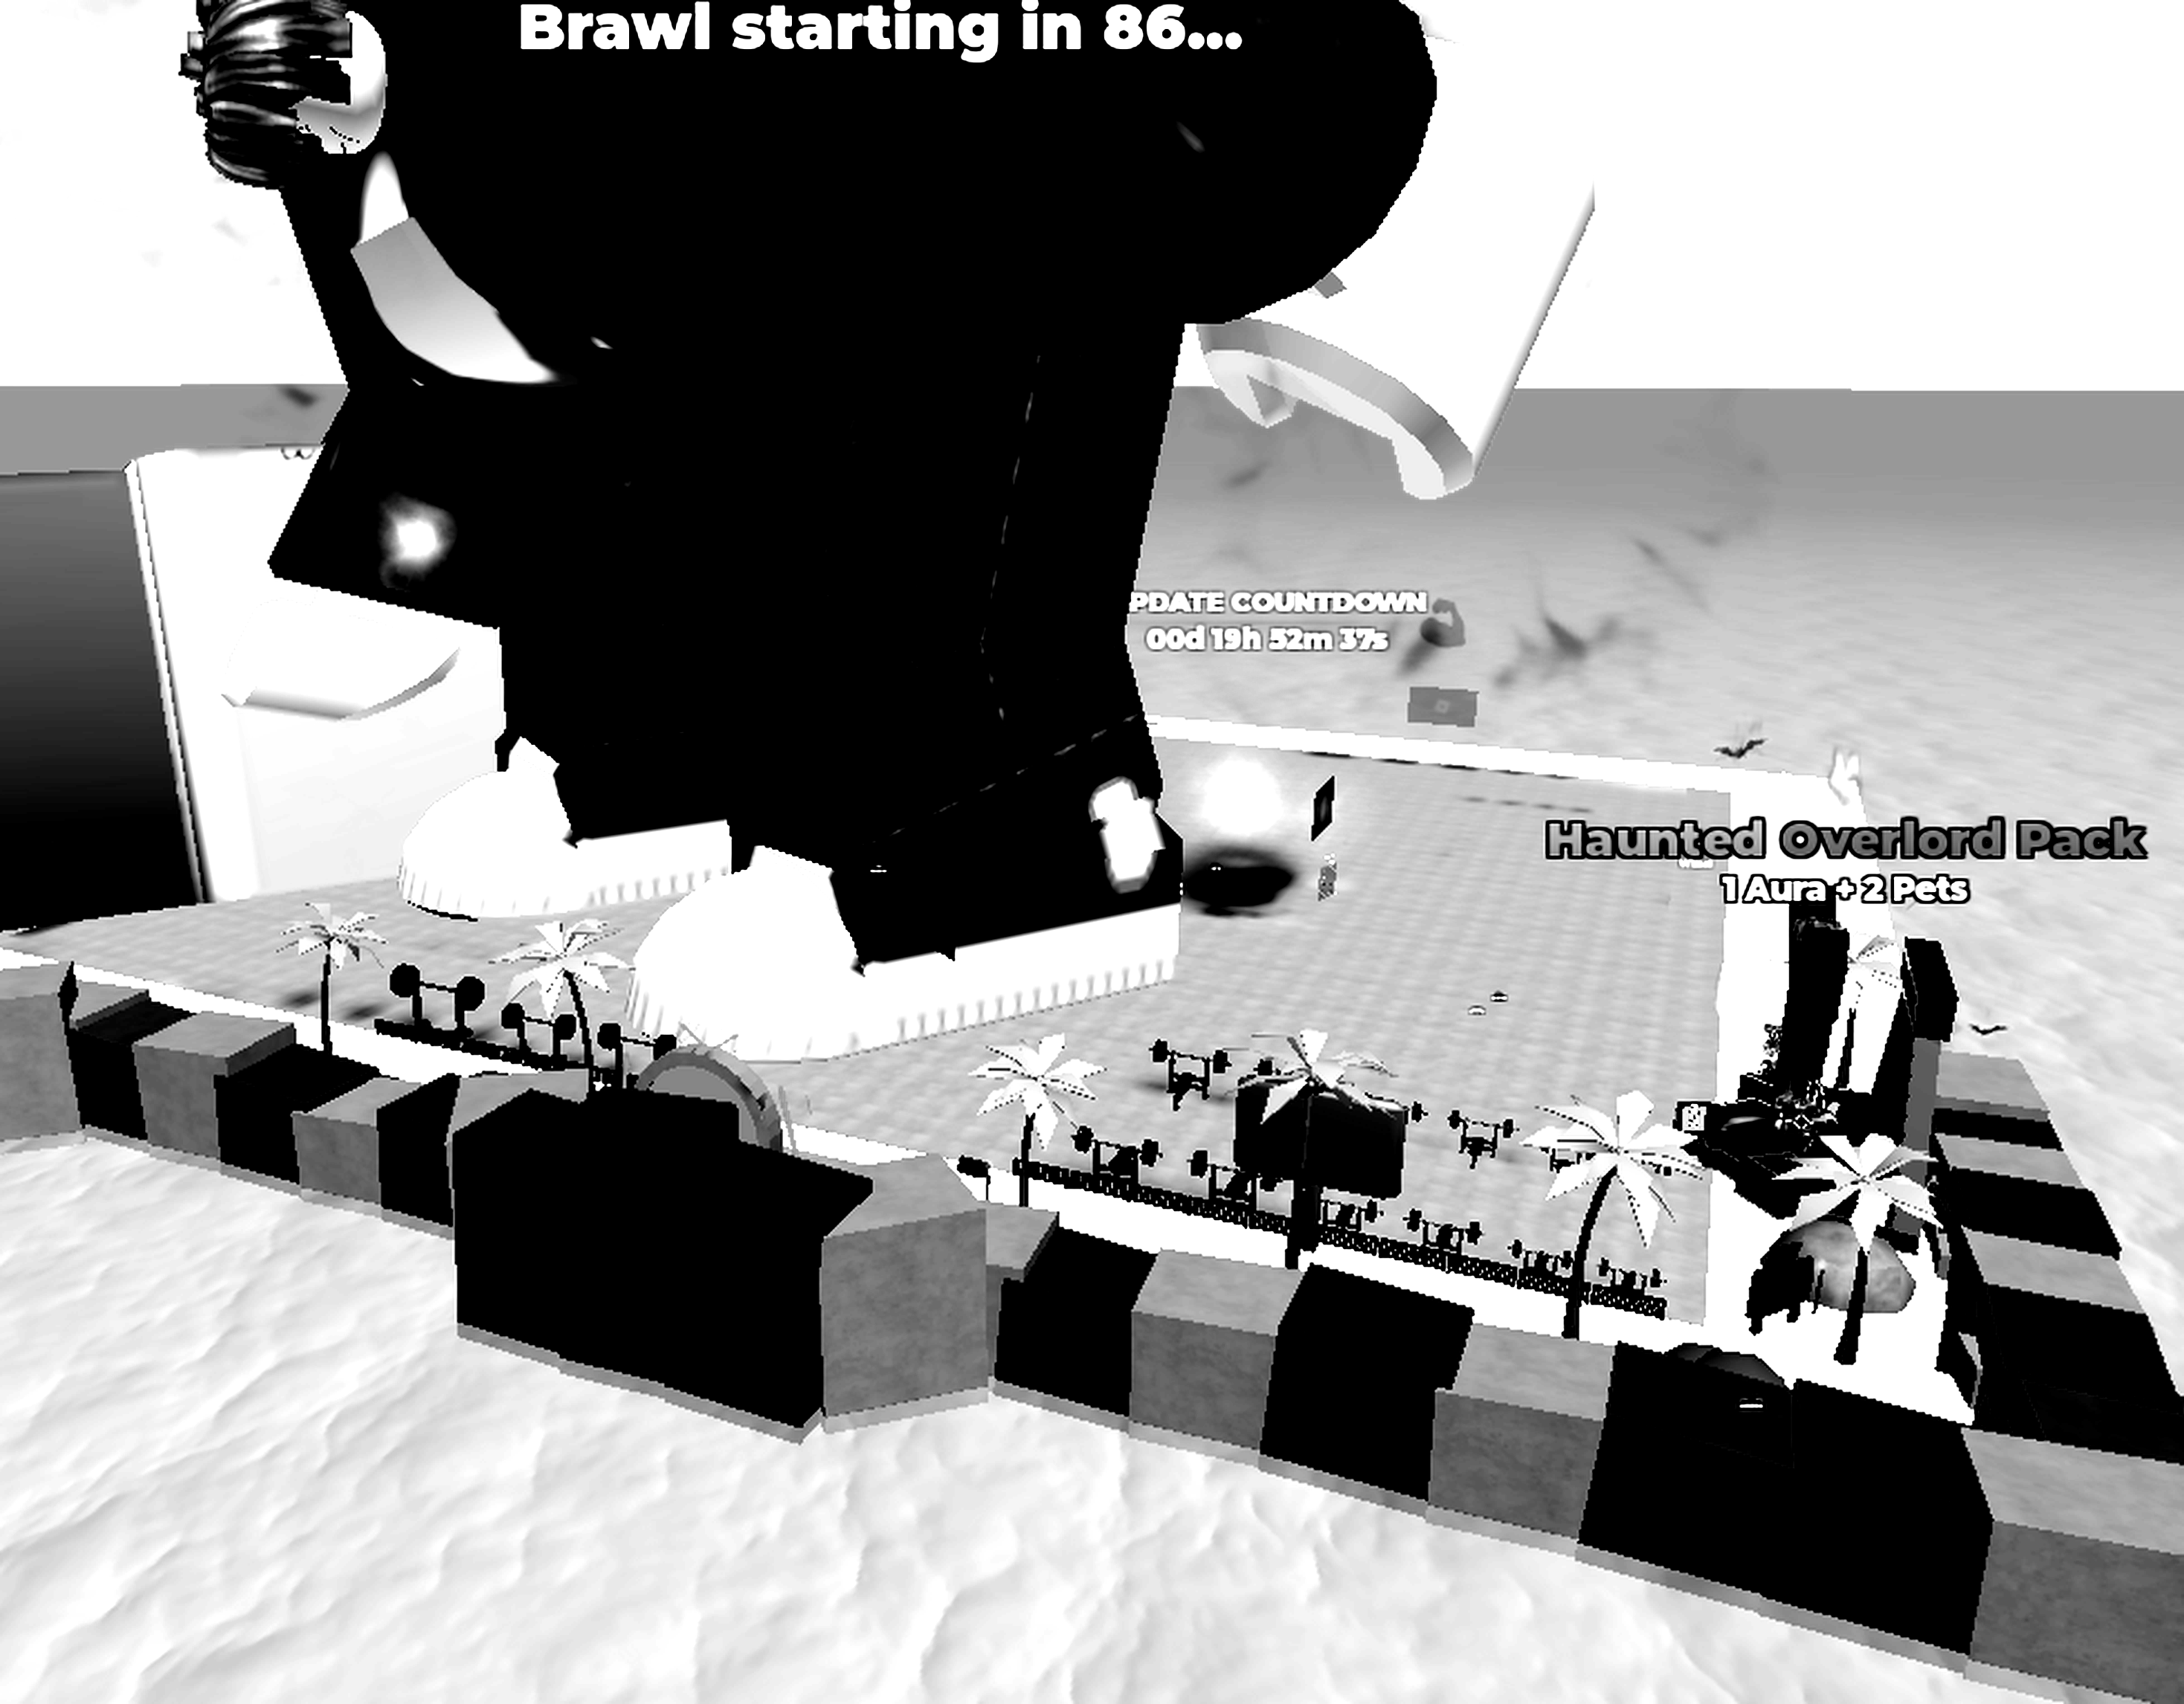 Brawl starting in 86...
PDATE COUNTDOWN
00d 19h 52m 37s
Haunted Overlord Pack
1 Aura + 2 Pets